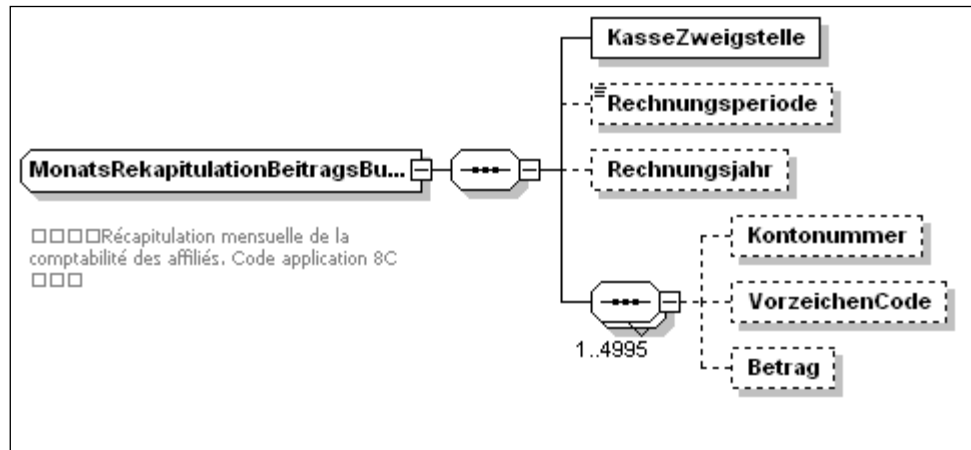 KasseZweigstelle
Rechnungsperiode
MonatsRekapitulationBeitragsBu...
Rechnungsjahr
□□□□Récapitulation mensuelle de la
comptabilité des affiliés. Code application 8C
□□□
Kontonummer
VorzeichenCode
1..4995
Betrag